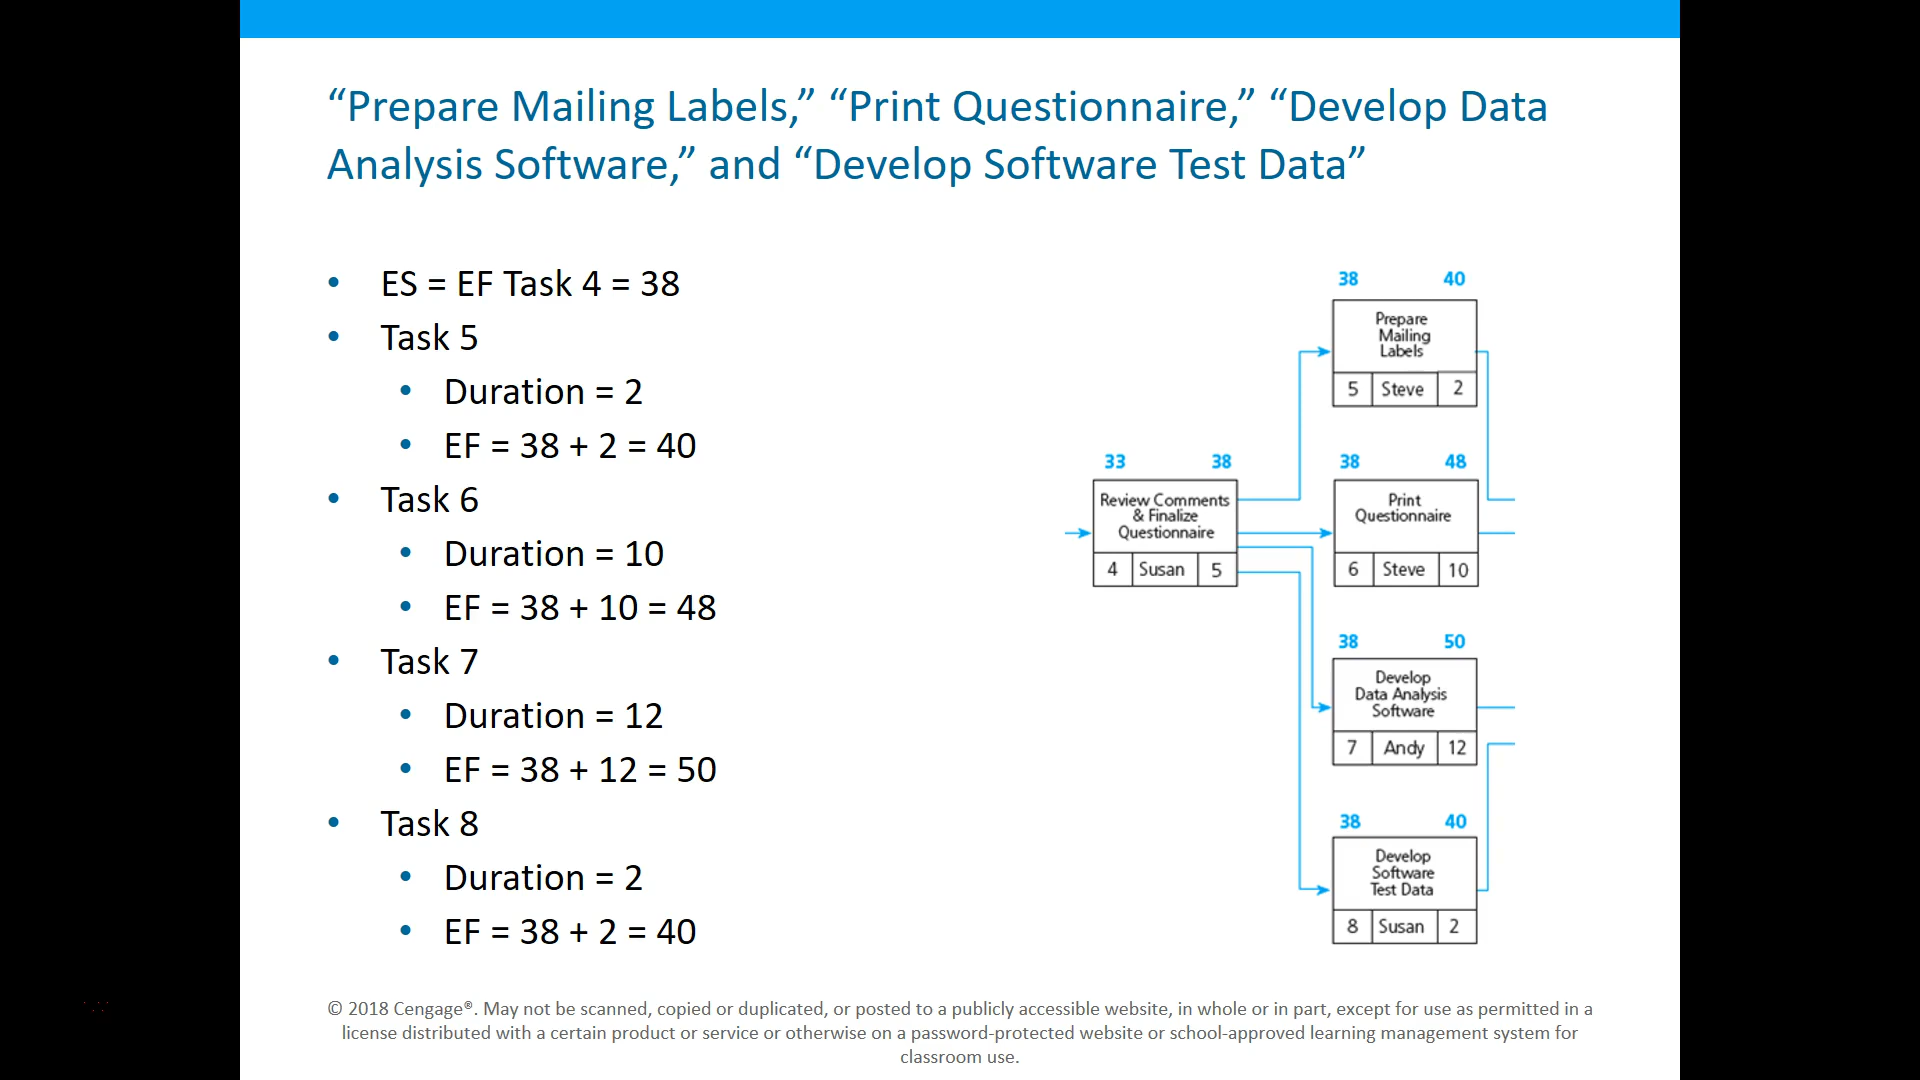 “Prepare Mailing Labels,” “Print Questionnaire,” “Develop Data
Analysis Software,” and “Develop Software Test Data”
• ES = EF Task 4 = 38
• Task 5
• Duration = 2
• EF = 38 + 2 = 40
• Task 6
• Duration = 10
• EF = 38 + 10 = 48
• Task 7
• Duration = 12
• EF = 38 + 12 = 50
• Task 8
• Duration = 2
• EF = 38 + 2 = 40
33 38
Review Comments
& Finalize
Questionnaire
4 Susan 5
38 40
Prepare
Mailing
Labels
5 Steve 2
38 48
Print
Questionnaire
6 Steve 10
38 50
Develop
Data Analysis
Software
7 Andy 12
38 40
Develop
Software
Test Data
8 Susan 2
© 2018 Cengage®. May not be scanned, copied or duplicated, or posted to a publicly accessible website, in whole or in part, except for use as permitted in a
license distributed with a certain product or service or otherwise on a password-protected website or school-approved learning management system for
classroom use.